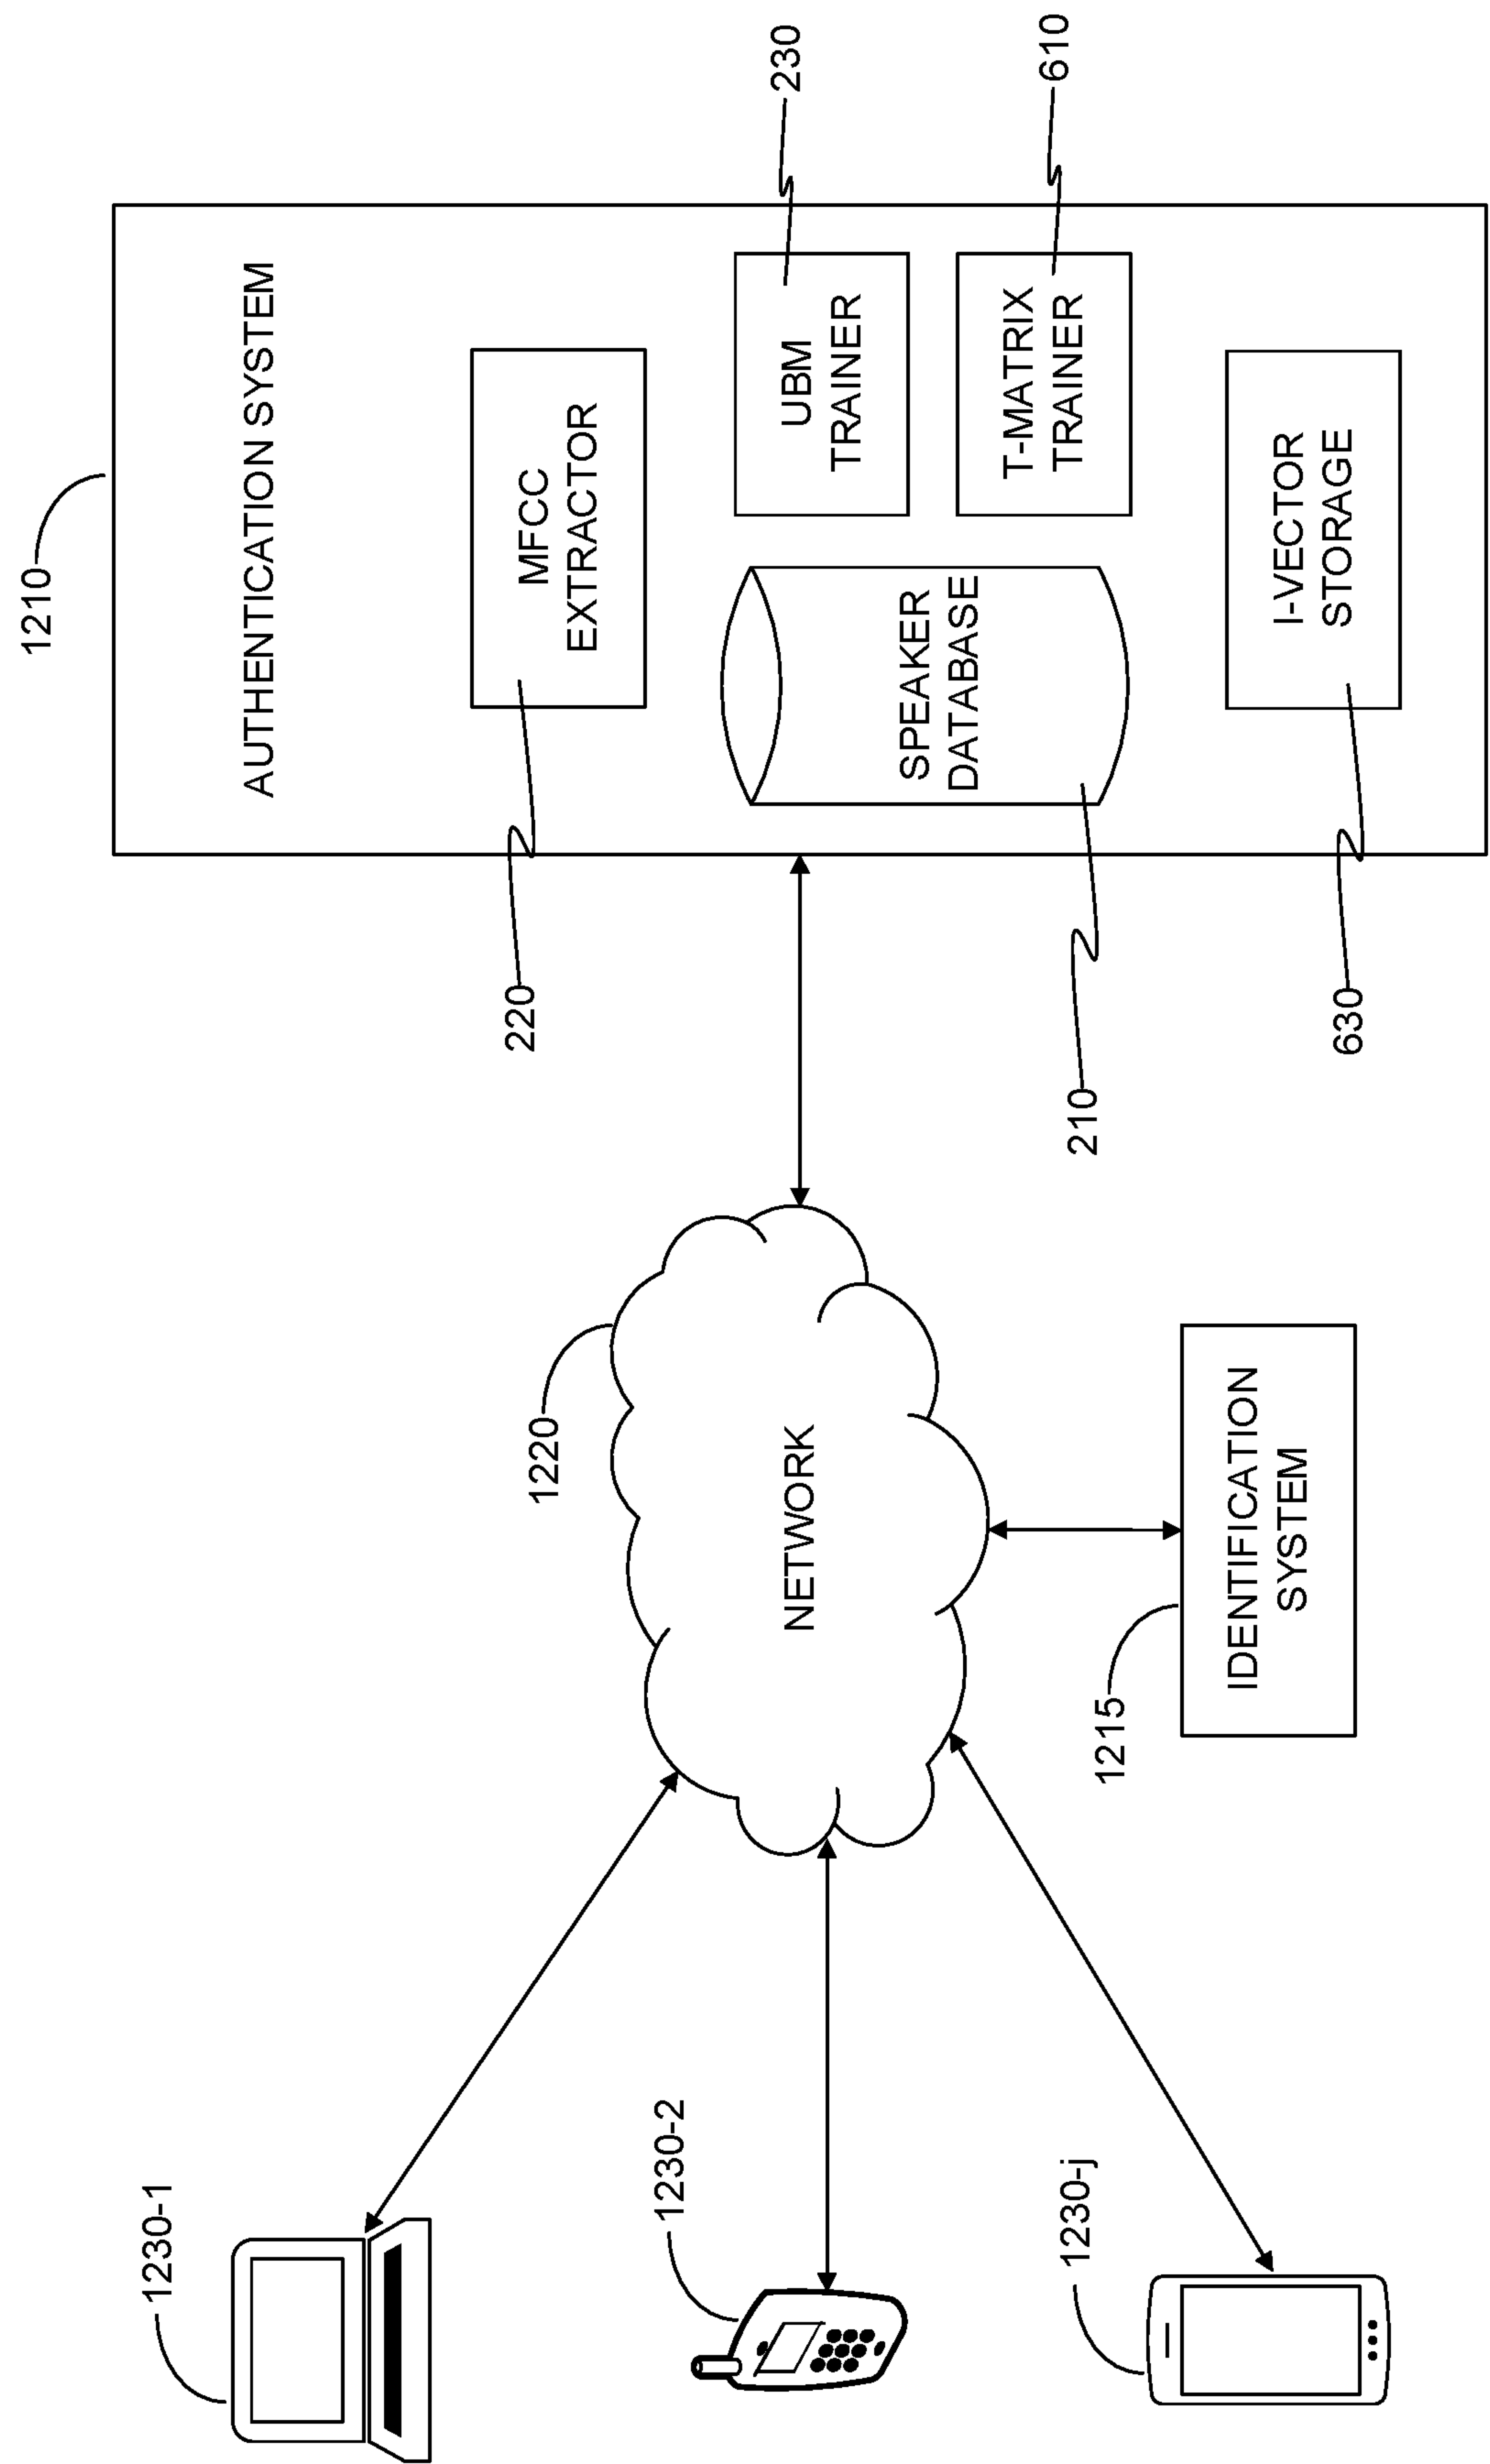 1230-1
1230-2
1230-j
1220
NETWORK
1215
IDENTIFICATION
SYSTEM
1210
AUTHENTICATION SYSTEM
220
MFCC
EXTRACTOR
210
SPEAKER
DATABASE
UBM
TRAINER
230
T-MATRIX
TRAINER
610
630
I-VECTOR
STORAGE